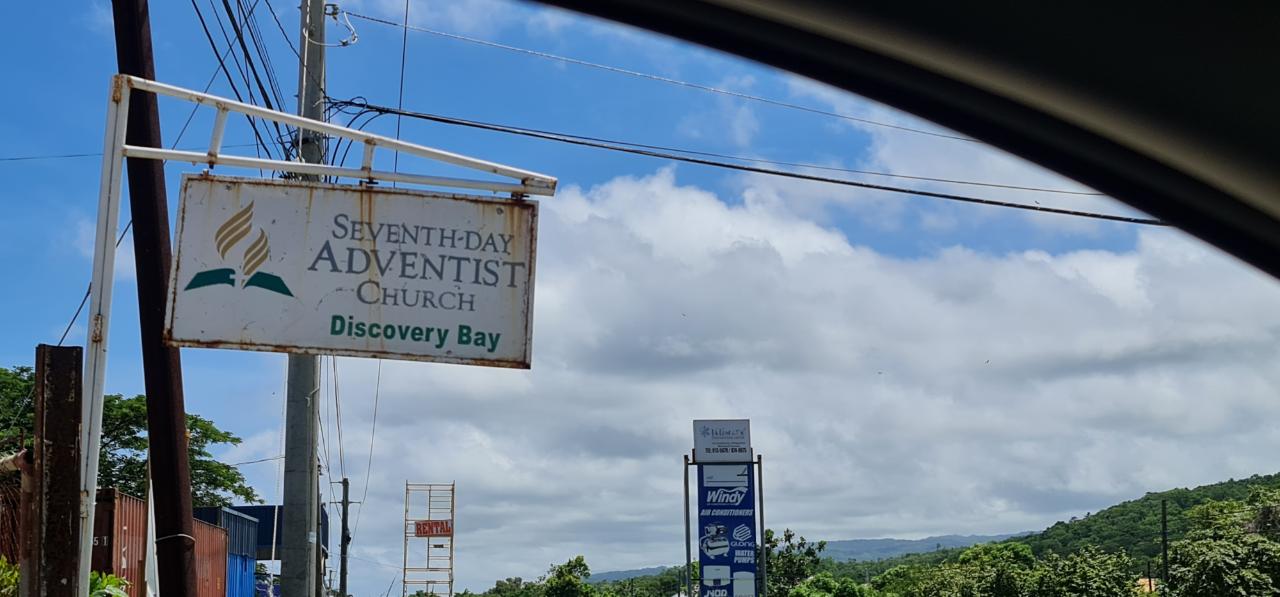 SEVENTH-DAY
ADVENTIST
CHURCH
Discovery Bay
RENTAL
Windy
AIR CONDITIONERS
WATER
PUMPS